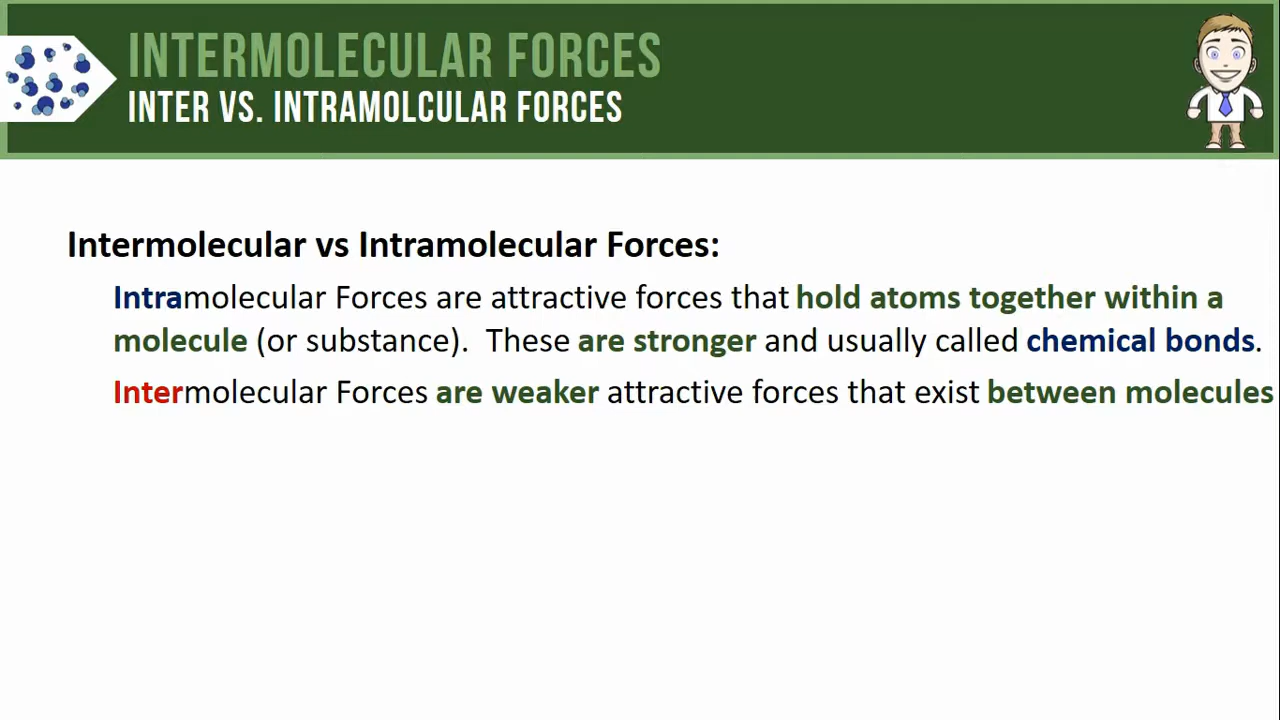 INTERMOLECULAR FORCES
INTER VS. INTRAMOLCULAR FORCES
Intermolecular vs Intramolecular Forces:
Intramolecular Forces are attractive forces that hold atoms together within a
molecule (or substance).  These are stronger and usually called chemical bonds.
Intermolecular Forces are weaker attractive forces that exist between molecules